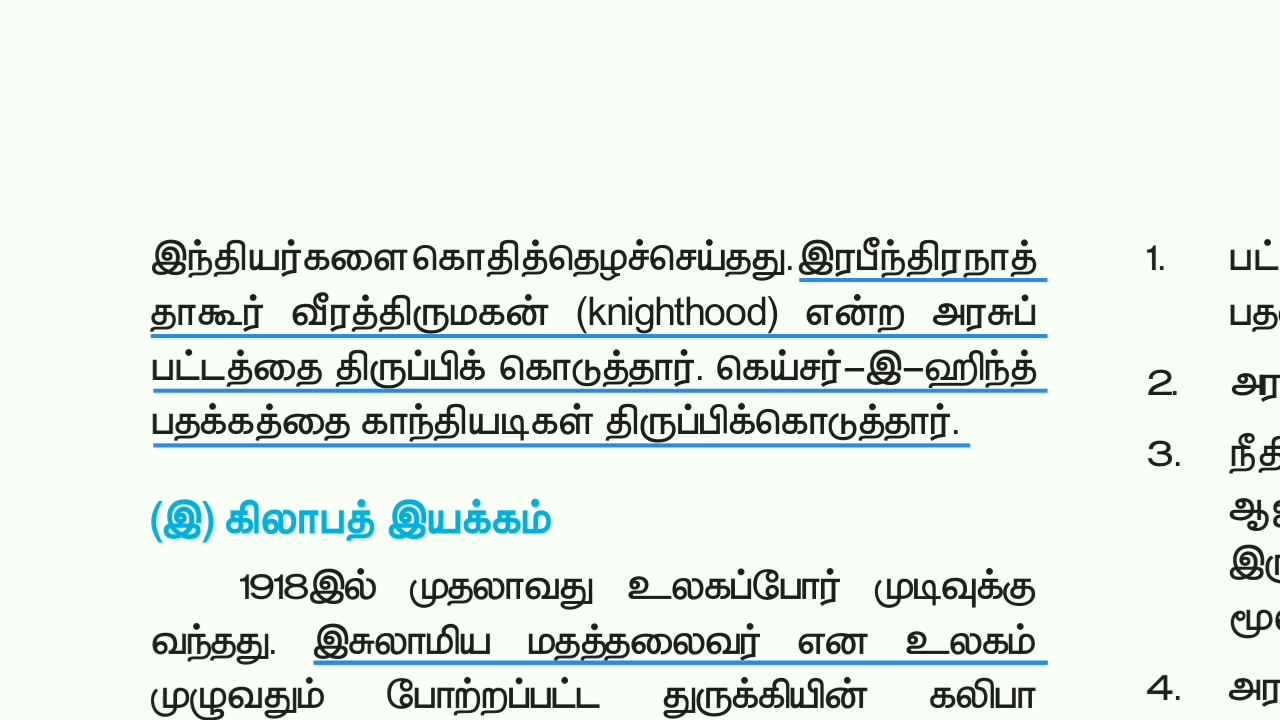 இந்தியர்களை கொதித்தெழச்செய்தது. இரபீந்திரநாத்
தாகூர் வீரத்திருமகன் (knighthood) என்ற அரசுப்
பட்டத்தை திருப்பிக் கொடுத்தார். கெய்சர்–இ–ஹிந்த்
பதக்கத்தை காந்தியடிகள் திருப்பிக்கொடுத்தார்.
(இ) கிலாபத் இயக்கம்
1918இல் முதலாவது உலகப்போர் முடிவுக்கு
வந்தது. இசுலாமிய மதத்தலைவர் என உலகம்
முழுவதும் போற்றப்பட்ட துருக்கியின் கலிபா
1.
2.
3.
4.